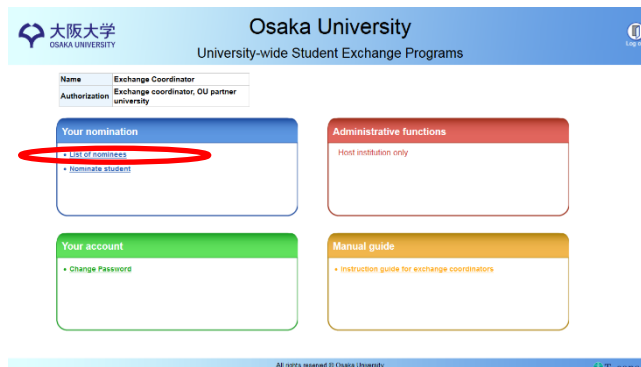 大阪大学
OSAKA UNIVERSITY
Osaka University
University-wide Student Exchange Programs
Name Exchange Coordinator
Authorization Exchange coordinator, OU partner university
Your nomination
List of nominees
Nominate student
Administrative functions
Host institution only
Your account
Change Password
Manual guide
Instruction guide for exchange coordinators
All rights reserved © Osaka University